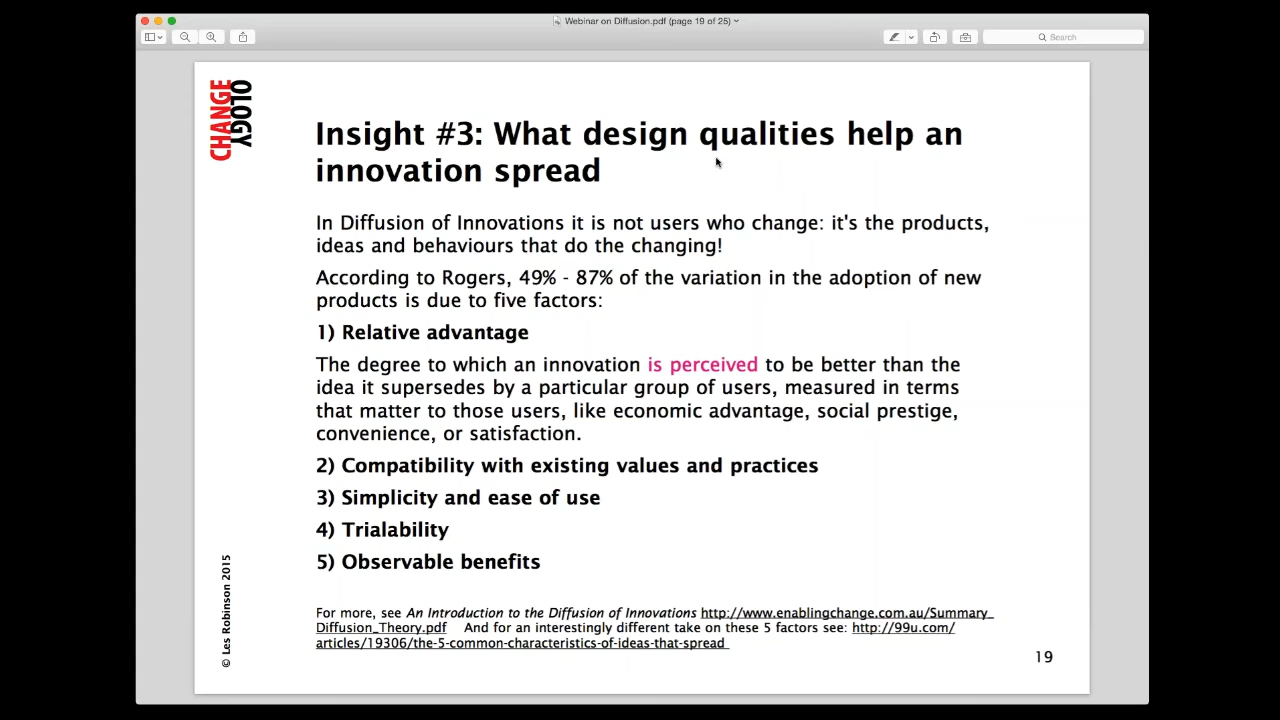 Webinar on Diffusion.pdf (page 19 of 25)
Search
CHANGE
OLOGY
Insight #3: What design qualities help an
innovation spread
In Diffusion of Innovations it is not users who change: it's the products,
ideas and behaviours that do the changing!
According to Rogers, 49% - 87% of the variation in the adoption of new
products is due to five factors:
1) Relative advantage
The degree to which an innovation is perceived to be better than the
idea it supersedes by a particular group of users, measured in terms
that matter to those users, like economic advantage, social prestige,
convenience, or satisfaction.
2) Compatibility with existing values and practices
3) Simplicity and ease of use
4) Trialability
5) Observable benefits
For more, see An Introduction to the Diffusion of Innovations http://www.enablingchange.com.au/Summary_
Diffusion_Theory.pdf And for an interestingly different take on these 5 factors see: http://99u.com/
articles/19306/the-5-common-characteristics-of-ideas-that-spread
© Les Robinson 2015
19